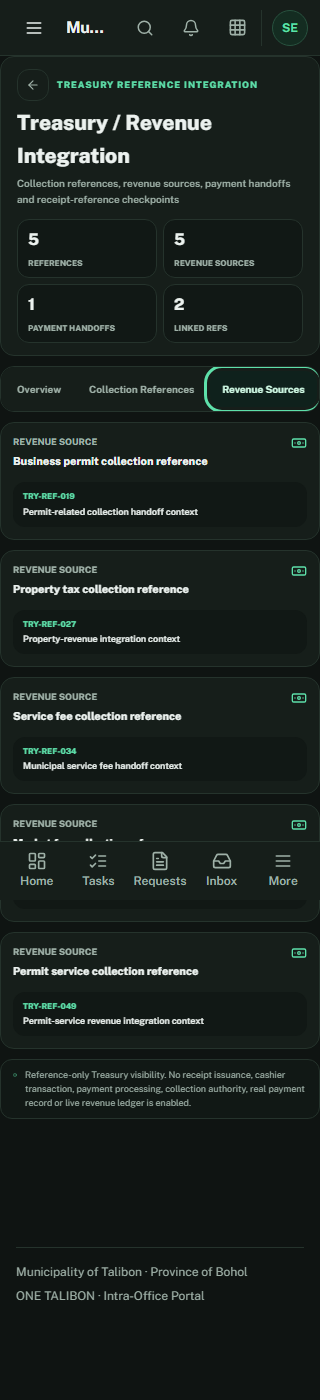 Mu...
SE
TREASURY REFERENCE INTEGRATION
Treasury / Revenue
Integration
Collection references, revenue sources, payment handoffs
and receipt-reference checkpoints
5
REFERENCES
5
REVENUE SOURCES
1
PAYMENT HANDOFFS
2
LINKED REFS
Overview
Collection References
Revenue Sources
REVENUE SOURCE
Business permit collection reference
TRY-REF-019
Permit-related collection handoff context
REVENUE SOURCE
Property tax collection reference
TRY-REF-027
Property-revenue integration context
REVENUE SOURCE
Service fee collection reference
TRY-REF-034
Municipal service fee handoff context
REVENUE SOURCE
Home
Tasks
Requests
Inbox
More
REVENUE SOURCE
Permit service collection reference
TRY-REF-049
Permit-service revenue integration context
Reference-only Treasury visibility. No receipt issuance, cashier
transaction, payment processing, collection authority, real payment
record or live revenue ledger is enabled.
Municipality of Talibon · Province of Bohol
ONE TALIBON · Intra-Office Portal